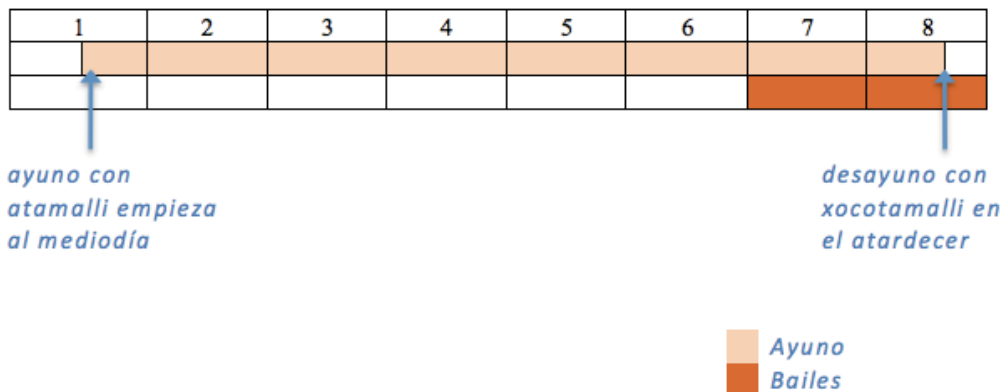 1 2 3 4 5 6 7 8
ayuno con
atamalli empieza
al mediodía
desayuno con
xocotamalli en
el atardecer
Ayuno
Bailes